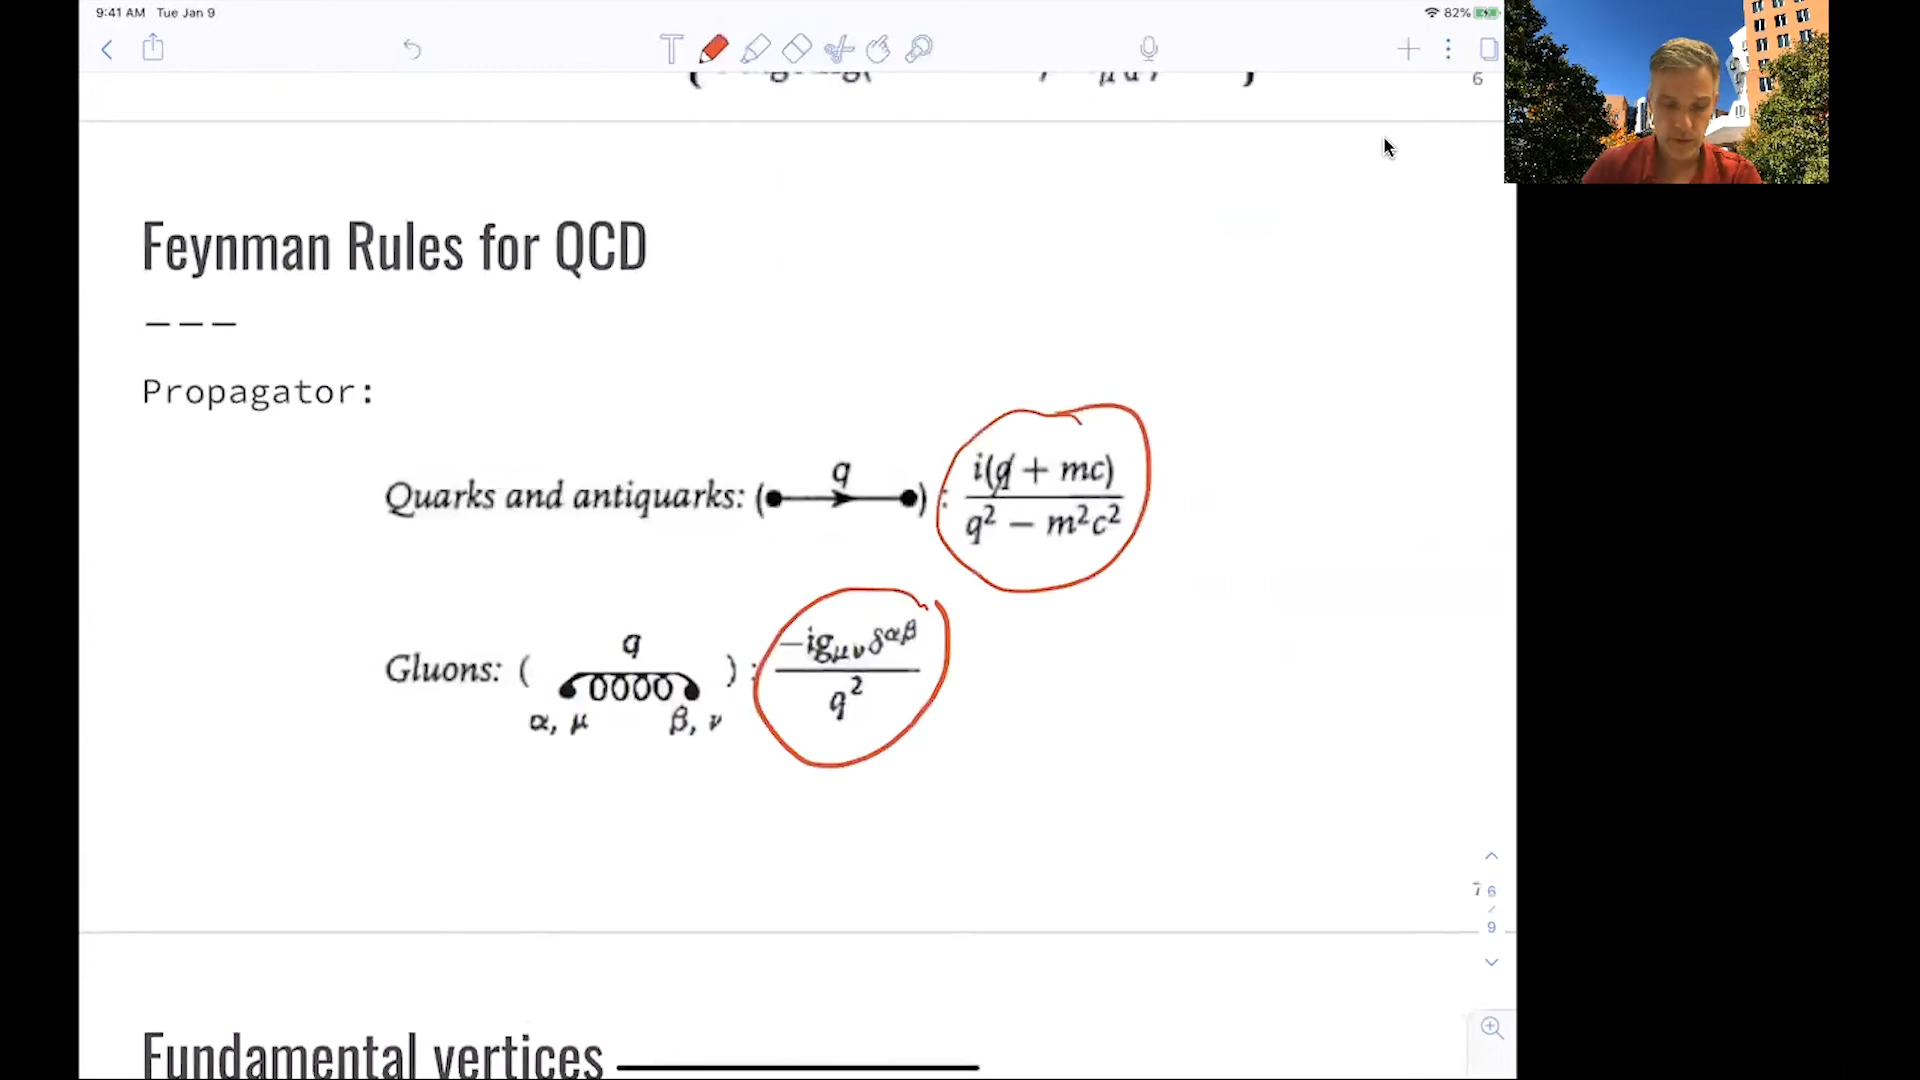 9:41 AM Tue Jan 9
82%
6
Feynman Rules for QCD
---
Propagator:
q
Quarks and antiquarks: (•→•) : i(q̸ + mc) / q² − m²c²
q
Gluons: ( ) : −ig_μν δ^αβ / q²
α, μ β, ν
7 6
/
9
Fundamental vertices